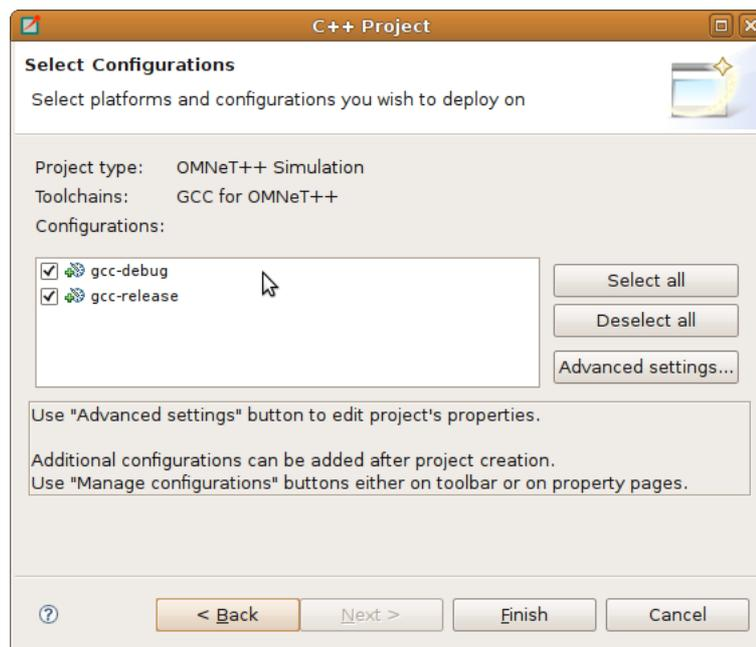 C++ Project
Select Configurations
Select platforms and configurations you wish to deploy on
Project type: OMNeT++ Simulation
Toolchains: GCC for OMNeT++
Configurations:
gcc-debug
gcc-release
Select all
Deselect all
Advanced settings...
Use "Advanced settings" button to edit project's properties.
Additional configurations can be added after project creation.
Use "Manage configurations" buttons either on toolbar or on property pages.
? < Back Next > Finish Cancel